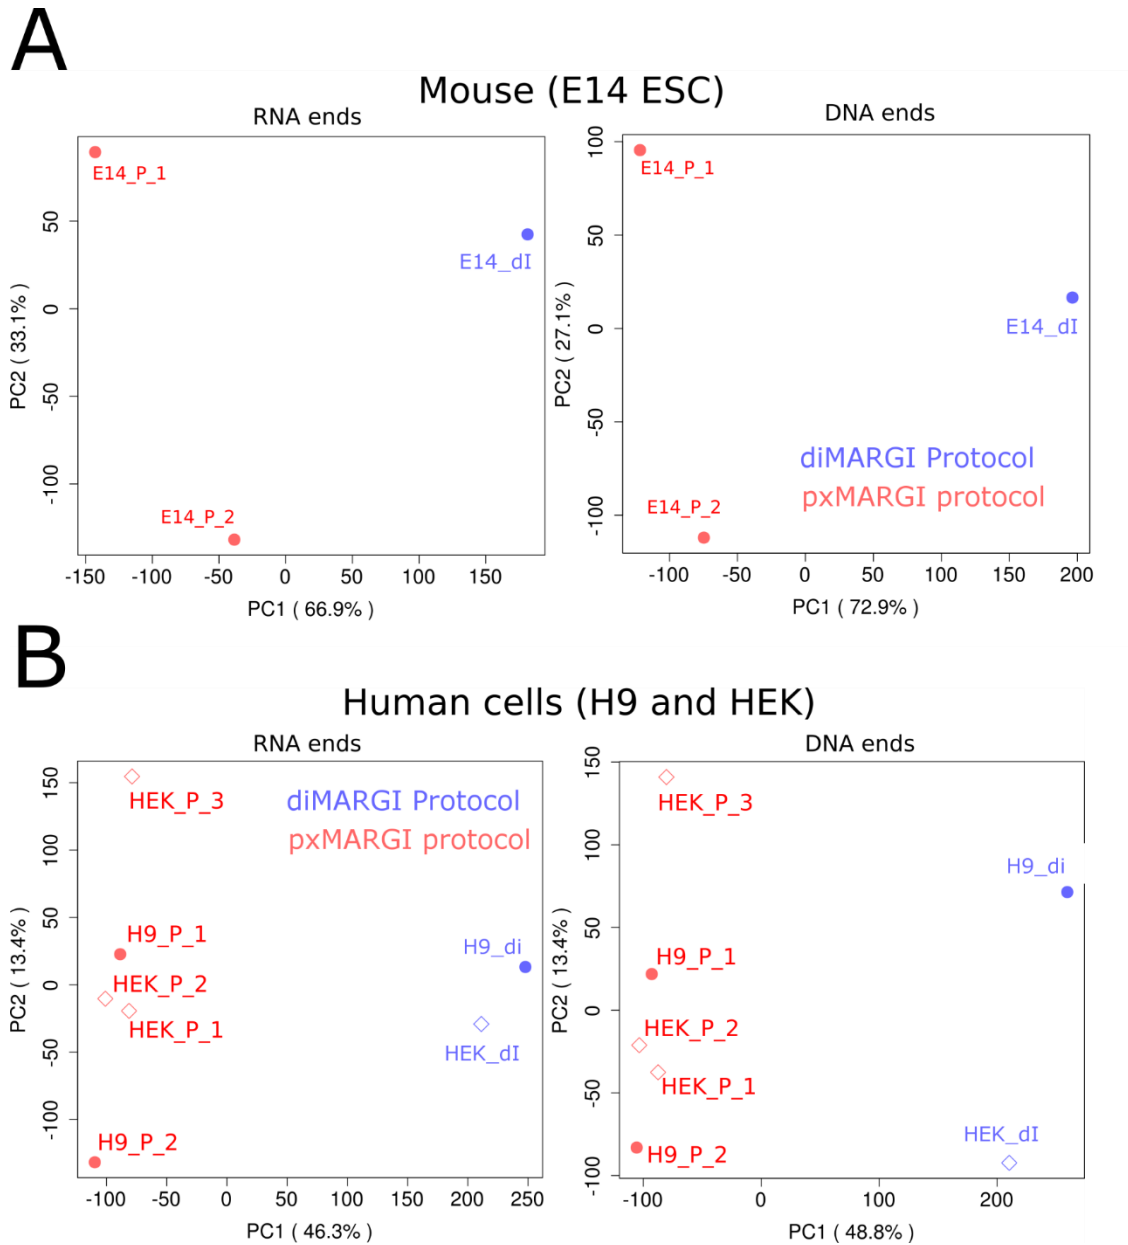 A
Mouse (E14 ESC)
RNA ends
E14_P_1
E14_dI
E14_P_2
50
0
-50
-100
PC2 ( 33.1% )
-150 -100 -50 0 50 100 150
PC1 ( 66.9% )
DNA ends
E14_P_1
E14_dI
diMARGI Protocol
pxMARGI protocol
E14_P_2
100
50
0
-50
-100
PC2 ( 27.1% )
-100 -50 0 50 100 150 200
PC1 ( 72.9% )
B
Human cells (H9 and HEK)
RNA ends
HEK_P_3
diMARGI Protocol
pxMARGI protocol
H9_P_1
H9_di
HEK_P_2
HEK_P_1
HEK_dI
H9_P_2
150
100
50
0
-50
-100
PC2 ( 13.4% )
-100 0 50 100 150 200 250
PC1 ( 46.3% )
DNA ends
HEK_P_3
H9_di
H9_P_1
HEK_P_2
HEK_P_1
HEK_dI
H9_P_2
150
100
50
0
-50
-100
PC2 ( 13.4% )
-100 0 100 200
PC1 ( 48.8% )